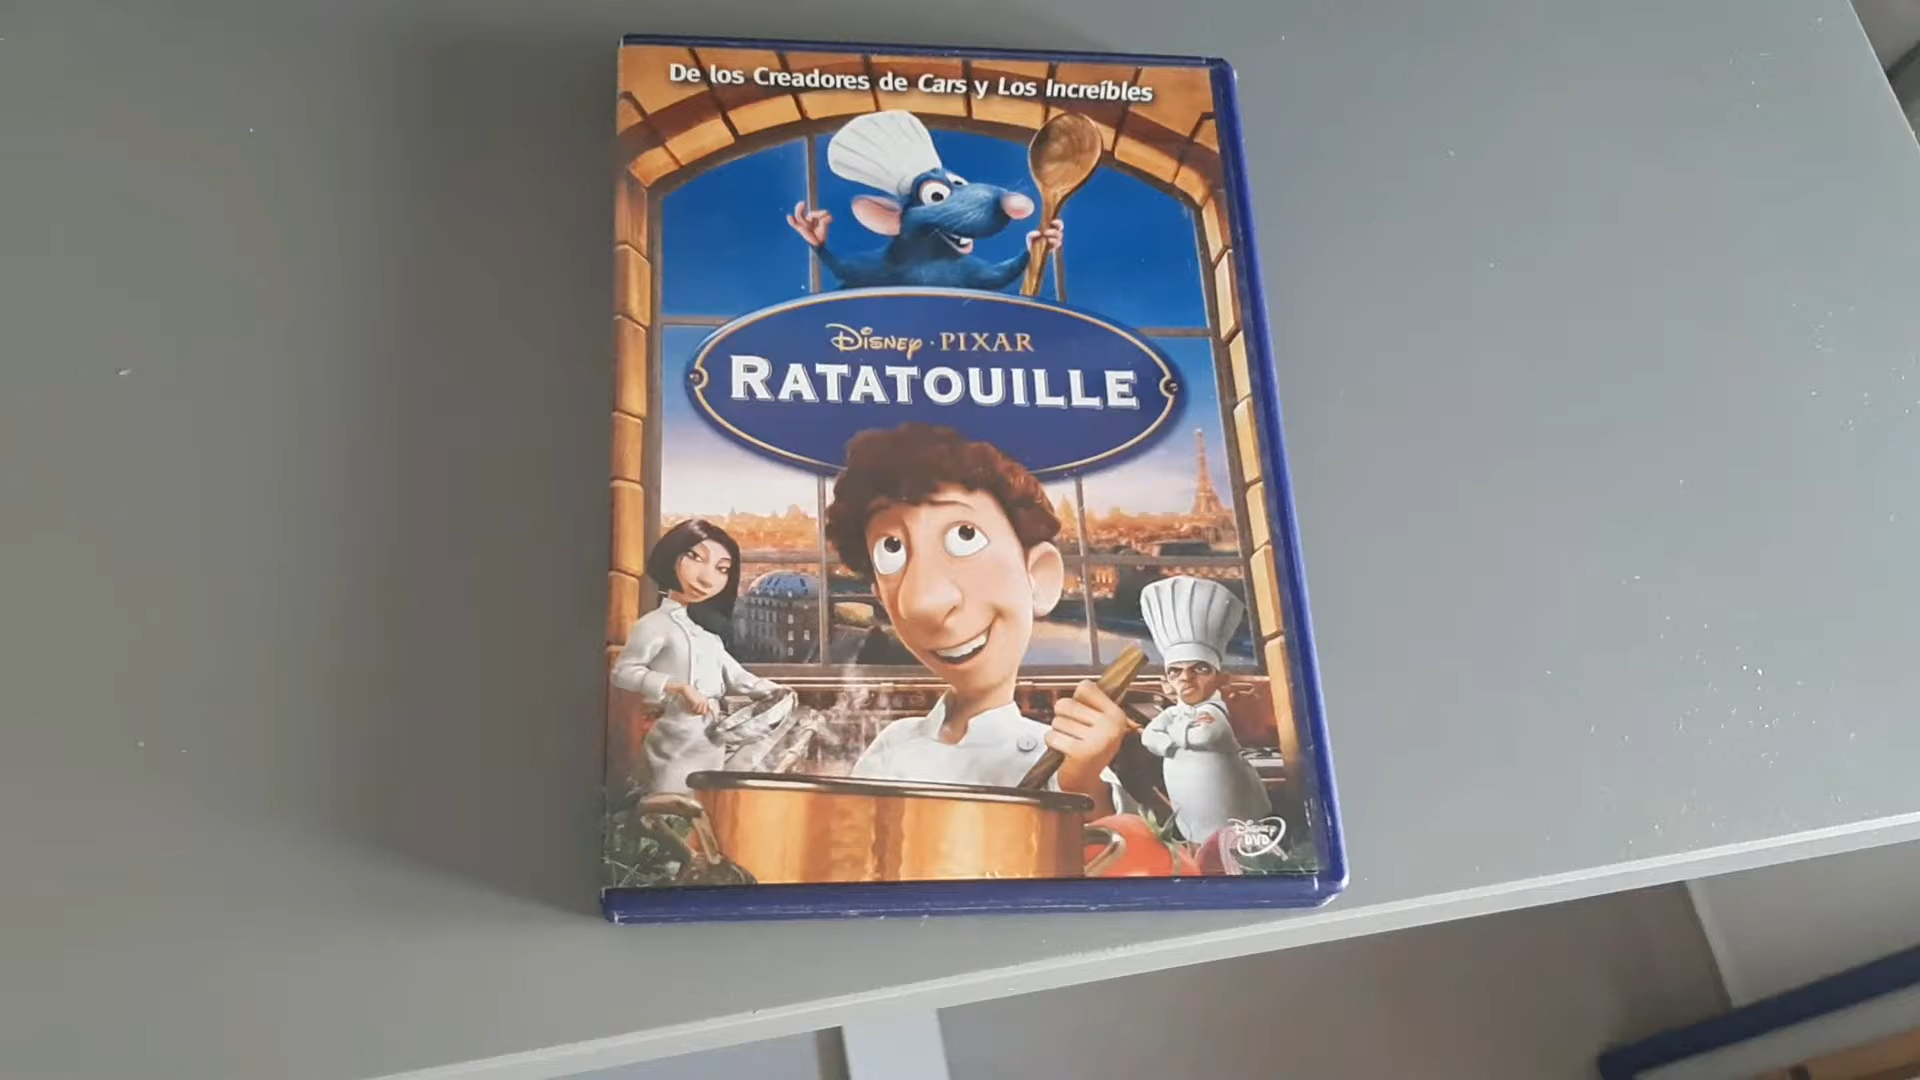 De los Creadores de Cars y Los Increíbles
Disney · PIXAR
RATATOUILLE
Disney
DVD